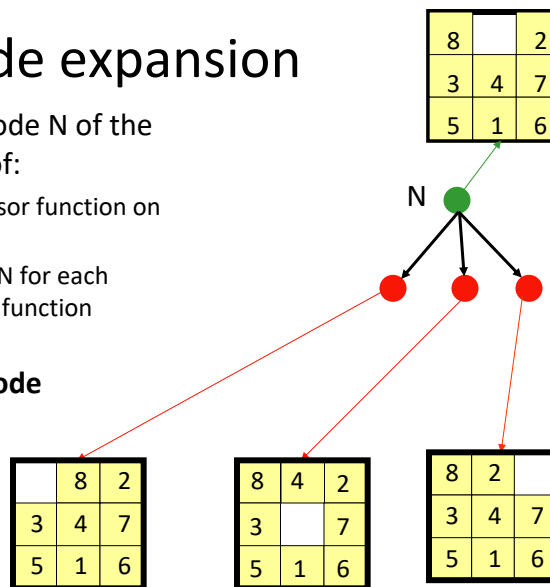 de expansion
ode N of the
of:
sor function on
N for each
function
ode
N
8 2
3 4 7
5 1 6
8 2
3 4 7
5 1 6
8 4 2
3 7
5 1 6
8 2
3 4 7
5 1 6